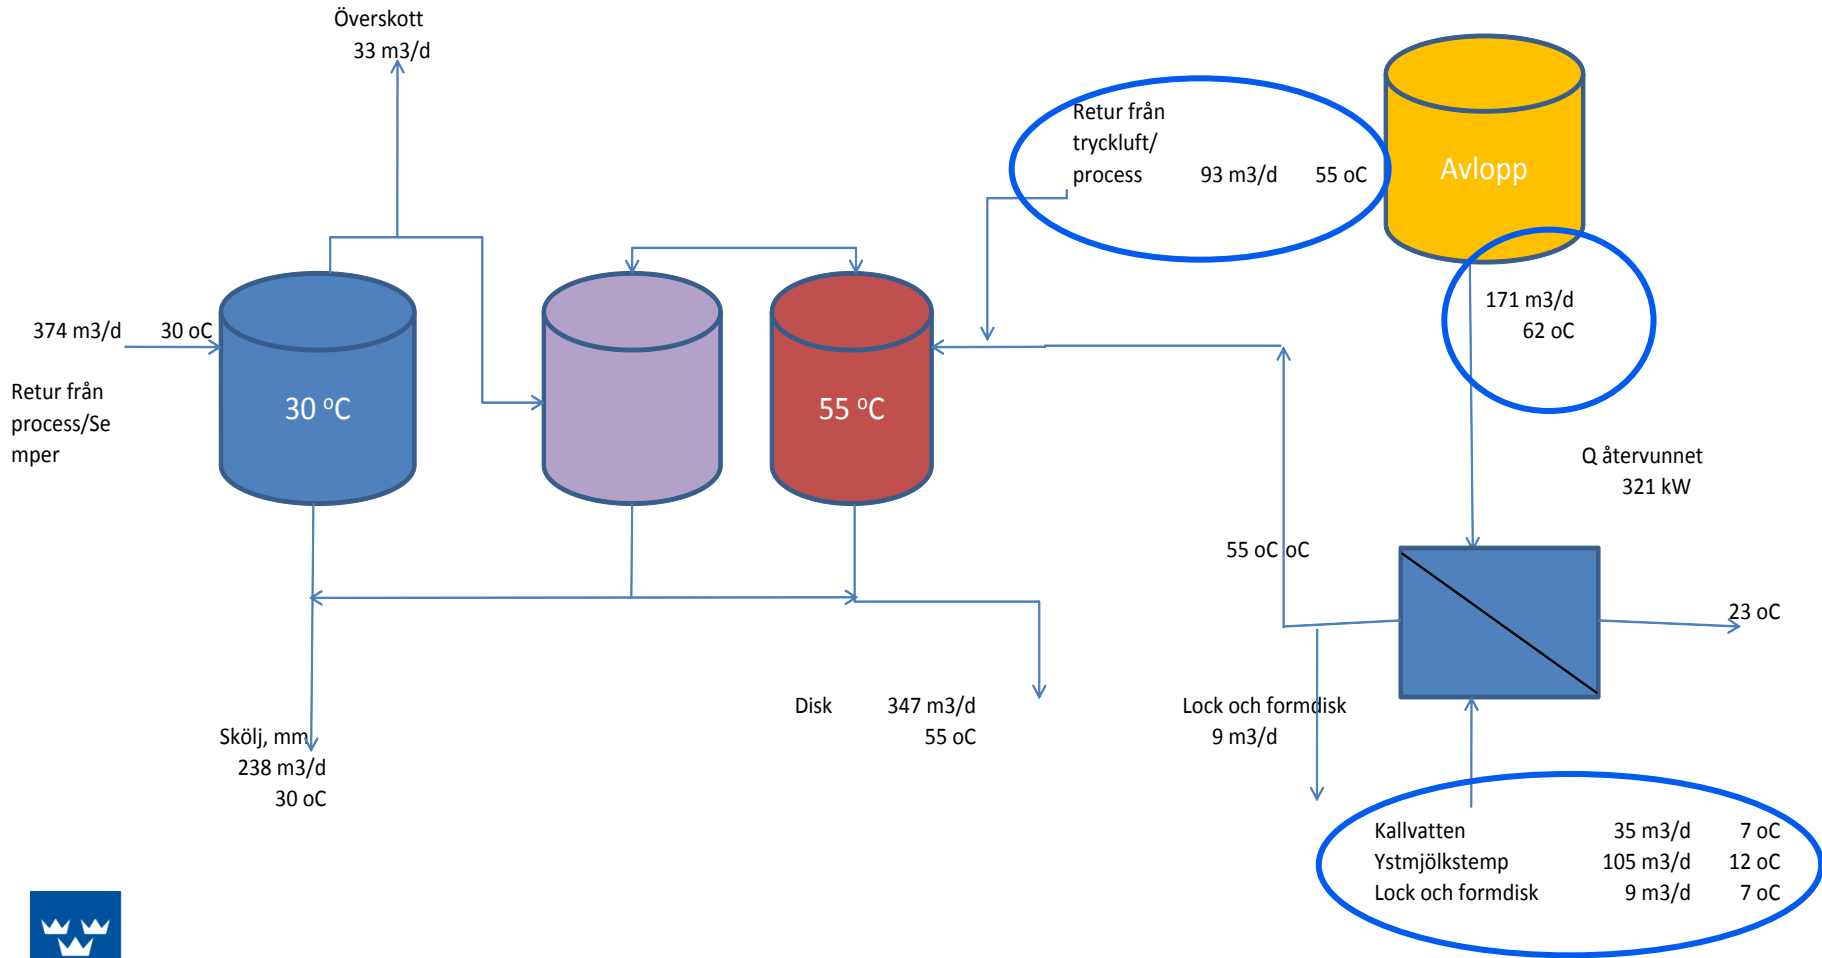 Överskott
33 m3/d
Retur från
tryckluft/
process 93 m3/d 55 oC
Avlopp
171 m3/d
62 oC
374 m3/d 30 oC
Retur från
process/Se
mper
30 °C
55 °C
Q återvunnet
321 kW
55 oC oC
23 oC
Disk 347 m3/d
55 oC
Lock och formdisk
9 m3/d
Skölj, mm
238 m3/d
30 oC
Kallvatten 35 m3/d 7 oC
Ystmjölkstemp 105 m3/d 12 oC
Lock och formdisk 9 m3/d 7 oC